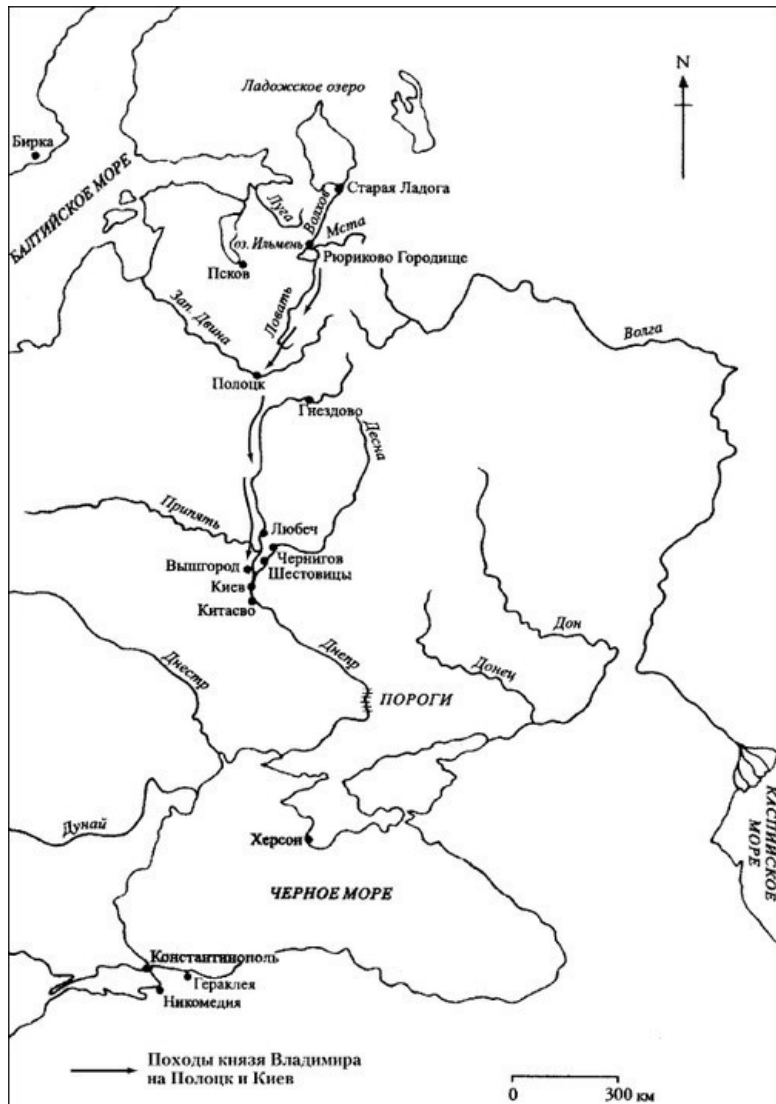 Ладожское озеро
N
Бирка
БАЛТИЙСКОЕ МОРЕ
Старая Ладога
Волхов
Луга
Мста
оз. Ильмень
Рюриково Городище
Псков
Зап. Двина
Ловать
Волга
Полоцк
Гнездово
Десна
Припять
Любеч
Чернигов
Вышгород
Шестовицы
Киев
Китаево
Дон
Днепр
Донец
Днестр
ПОРОГИ
Дунай
Херсон
КАСПИЙСКОЕ
МОРЕ
ЧЕРНОЕ МОРЕ
Константинополь
Гераклея
Никомедия
Походы князя Владимира
на Полоцк и Киев
0 300 км